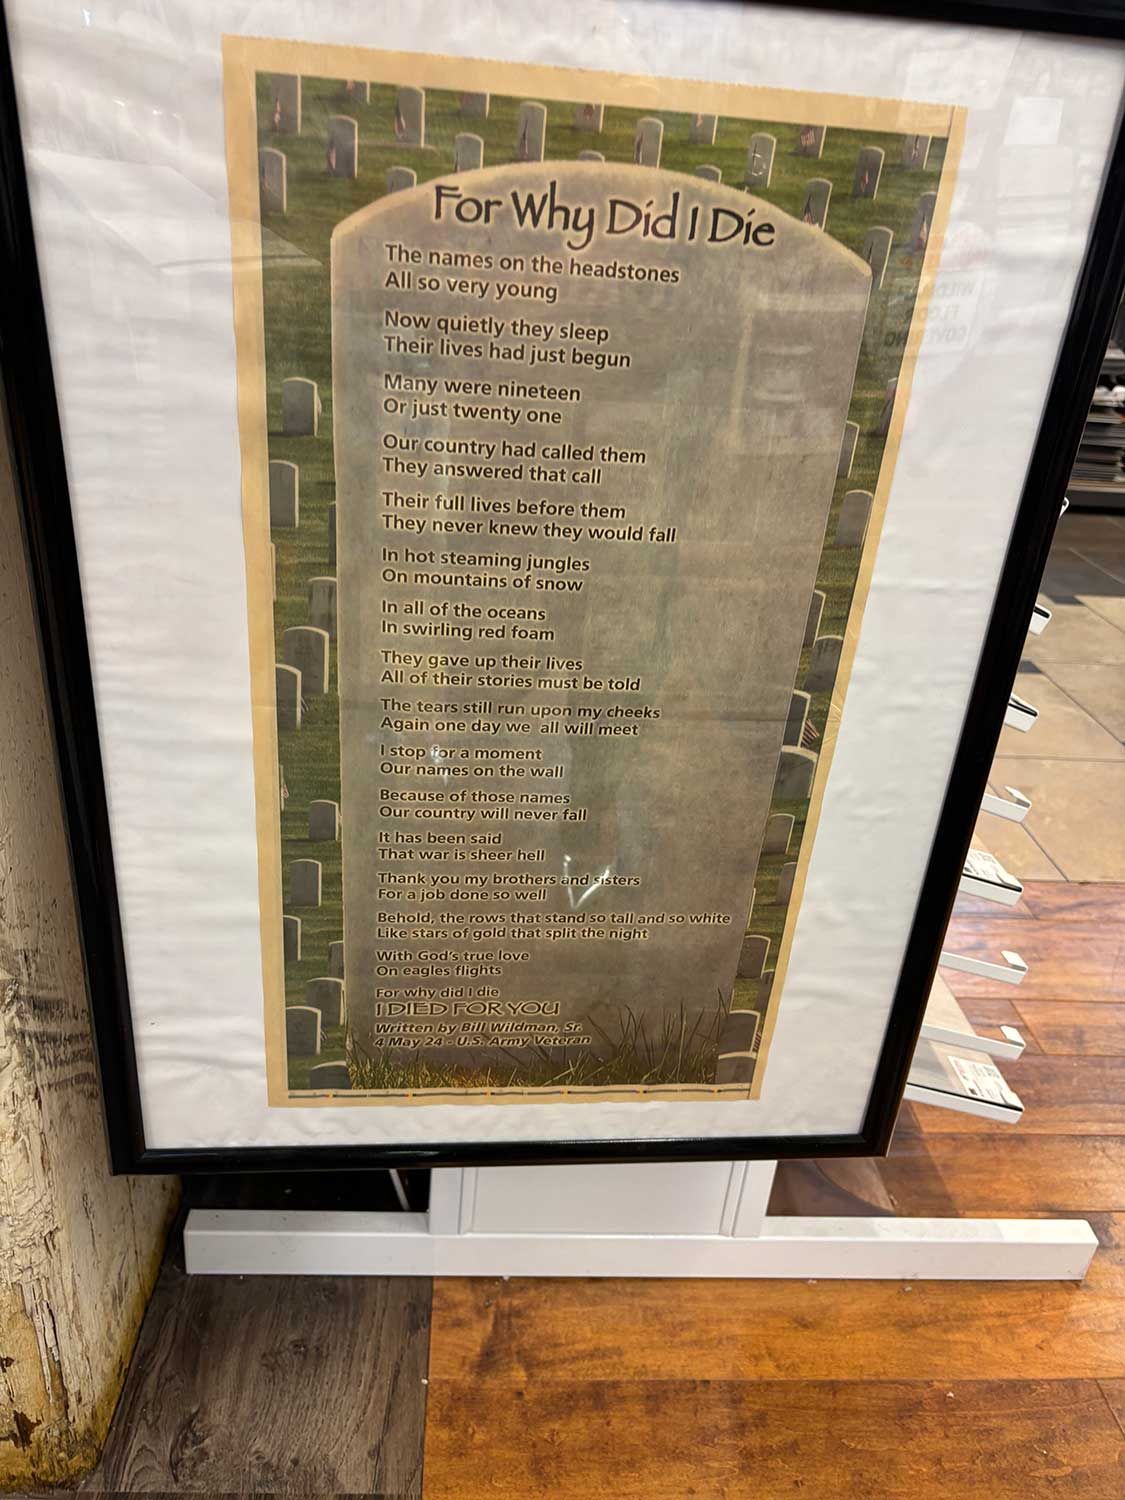 For Why Did I Die
The names on the headstones
All so very young
Now quietly they sleep
Their lives had just begun
Many were nineteen
Or just twenty one
Our country had called them
They answered that call
Their full lives before them
They never knew they would fall
In hot steaming jungles
On mountains of snow
In all of the oceans
In swirling red foam
They gave up their lives
All of their stories must be told
The tears still run upon my cheeks
Again one day we all will meet
I stop for a moment
Our names on the wall
Because of those names
Our country will never fall
It has been said
That war is sheer hell
Thank you my brothers and sisters
For a job done so well
Behold, the rows that stand so tall and so white
Like stars of gold that split the night
With God's true love
On eagles flights
For why did I die
I DIED FOR YOU
Written by Bill Wildman, Sr.
4 May 24 - U.S. Army Veteran